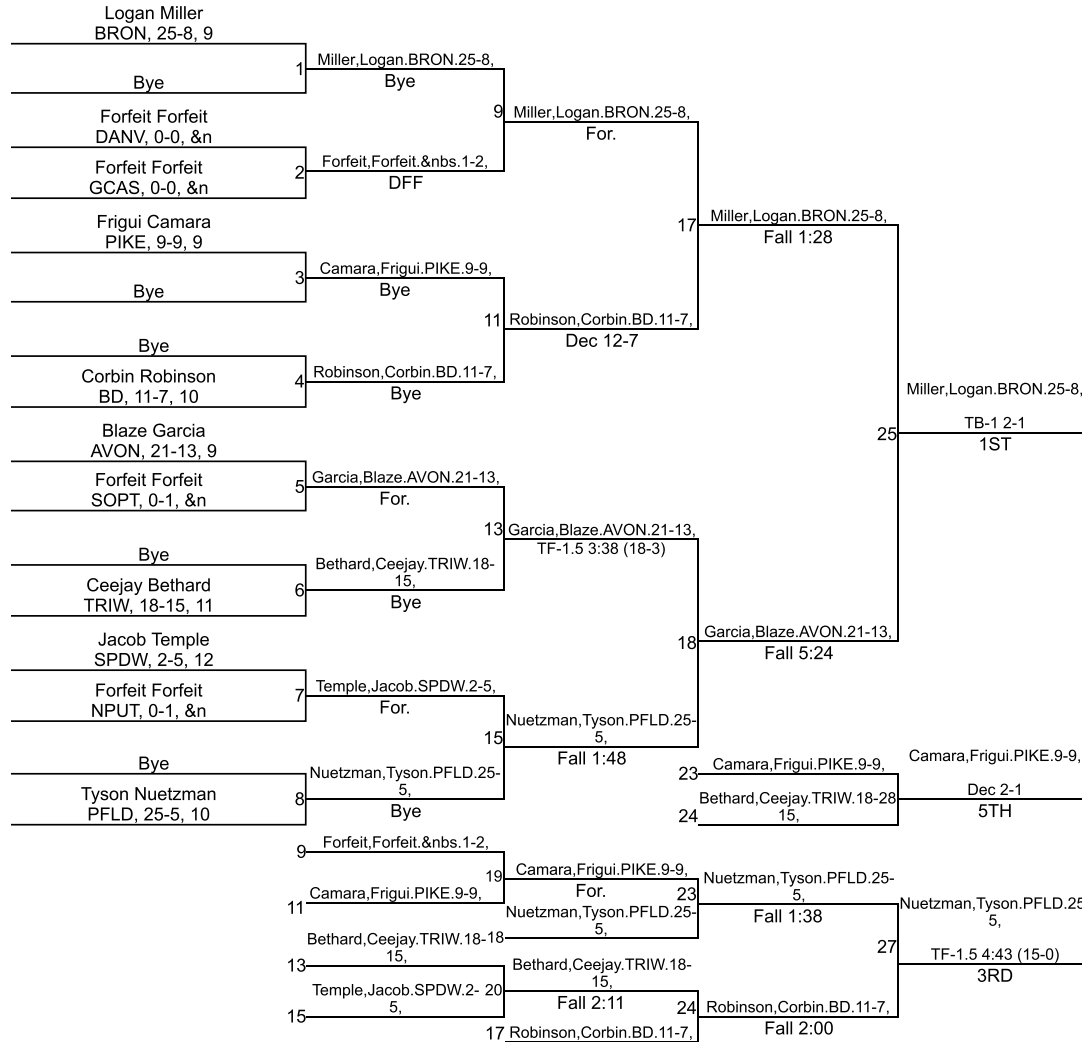 Logan Miller
BRON, 25-8, 9
Bye
1
Miller,Logan.BRON.25-8,
Bye
Forfeit Forfeit
DANV, 0-0, &n
Forfeit Forfeit
GCAS, 0-0, &n
2
Forfeit,Forfeit.&nbs.1-2,
DFF
9
Miller,Logan.BRON.25-8,
For.
Frigui Camara
PIKE, 9-9, 9
Bye
3
Camara,Frigui.PIKE.9-9,
Bye
Bye
Corbin Robinson
BD, 11-7, 10
4
Robinson,Corbin.BD.11-7,
Bye
11
Robinson,Corbin.BD.11-7,
Dec 12-7
17
Miller,Logan.BRON.25-8,
Fall 1:28
Blaze Garcia
AVON, 21-13, 9
Forfeit Forfeit
SOPT, 0-1, &n
5
Garcia,Blaze.AVON.21-13,
For.
Bye
Ceejay Bethard
TRIW, 18-15, 11
6
Bethard,Ceejay.TRIW.18-
15,
Bye
13
Garcia,Blaze.AVON.21-13,
TF-1.5 3:38 (18-3)
Jacob Temple
SPDW, 2-5, 12
Forfeit Forfeit
NPUT, 0-1, &n
7
Temple,Jacob.SPDW.2-5,
For.
Bye
Tyson Nuetzman
PFLD, 25-5, 10
8
Nuetzman,Tyson.PFLD.25-
5,
Bye
15
Nuetzman,Tyson.PFLD.25-
5,
Fall 1:48
18
Garcia,Blaze.AVON.21-13,
Fall 5:24
25
Miller,Logan.BRON.25-8,
TB-1 2-1
1ST
23
Camara,Frigui.PIKE.9-9,
24
Bethard,Ceejay.TRIW.18-
15,
28
Camara,Frigui.PIKE.9-9,
Dec 2-1
5TH
9
Forfeit,Forfeit.&nbs.1-2,
11
Camara,Frigui.PIKE.9-9,
19
Camara,Frigui.PIKE.9-9,
For.
18
Nuetzman,Tyson.PFLD.25-
5,
23
Nuetzman,Tyson.PFLD.25-
5,
Fall 1:38
13
Bethard,Ceejay.TRIW.18-
15,
15
Temple,Jacob.SPDW.2-
5,
20
Bethard,Ceejay.TRIW.18-
15,
Fall 2:11
17
Robinson,Corbin.BD.11-7,
24
Robinson,Corbin.BD.11-7,
Fall 2:00
27
Nuetzman,Tyson.PFLD.25
5,
TF-1.5 4:43 (15-0)
3RD